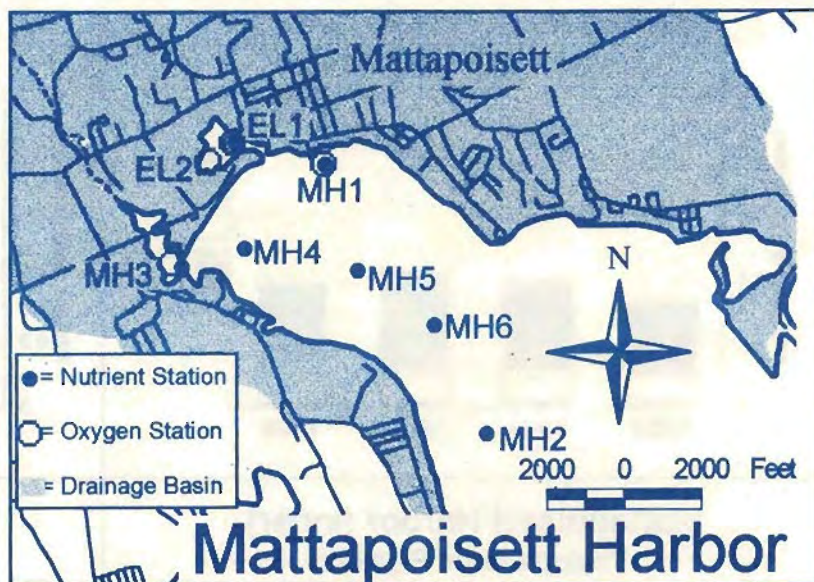 Mattapoisett
EL1
EL2
MH1
MH4
MH3
MH5
N
MH6
= Nutrient Station
= Oxygen Station
= Drainage Basin
MH2
2000 0 2000 Feet
Mattapoisett Harbor